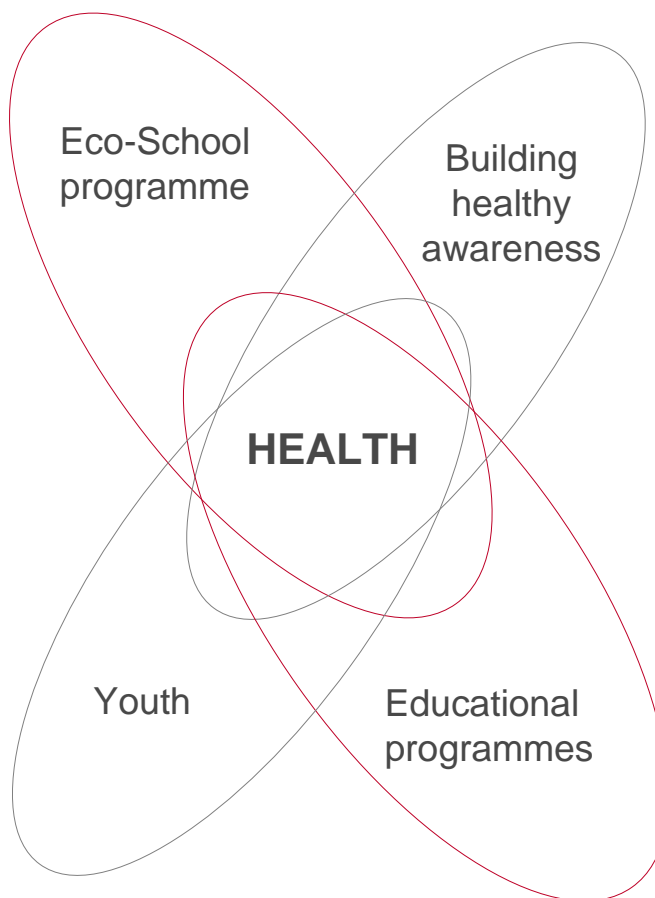 Eco-School
programme
Building
healthy
awareness
HEALTH
Youth
Educational
programmes